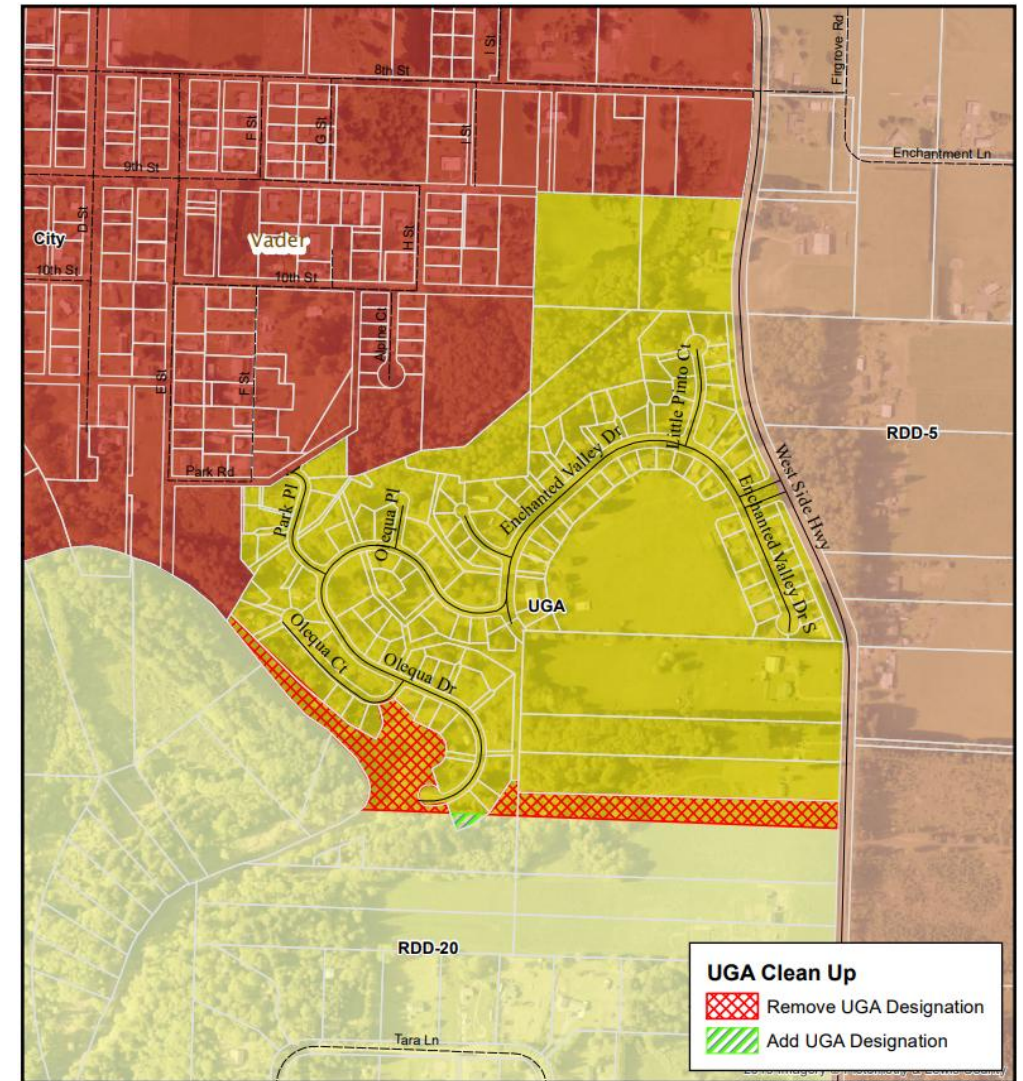 Firgrove Rd
I St
8th St
F St
G St
I St
Enchantment Ln
9th St
D St
City
Vader
H St
10th St
10th St
Alpine Ct
E St
F St
Little Pinto Ct
RDD-5
Enchanted Valley Dr
West Side Hwy
Park Rd
Park Pl
Olequa Pl
Enchanted Valley Dr S
UGA
Olequa Ct
Olequa Dr
RDD-20
Tara Ln
UGA Clean Up
Remove UGA Designation
Add UGA Designation